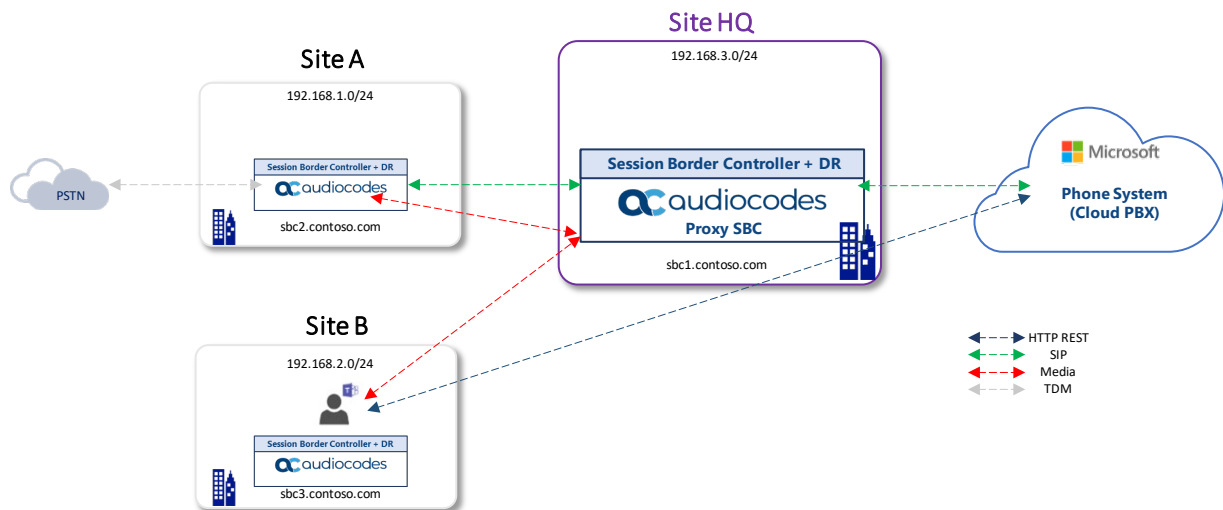 Site HQ
192.168.3.0/24
Session Border Controller + DR
audiocodes
Proxy SBC
sbc1.contoso.com
Site A
192.168.1.0/24
Session Border Controller + DR
audiocodes
sbc2.contoso.com
PSTN
Microsoft
Phone System
(Cloud PBX)
Site B
192.168.2.0/24
T
Session Border Controller + DR
audiocodes
sbc3.contoso.com
HTTP REST
SIP
Media
TDM